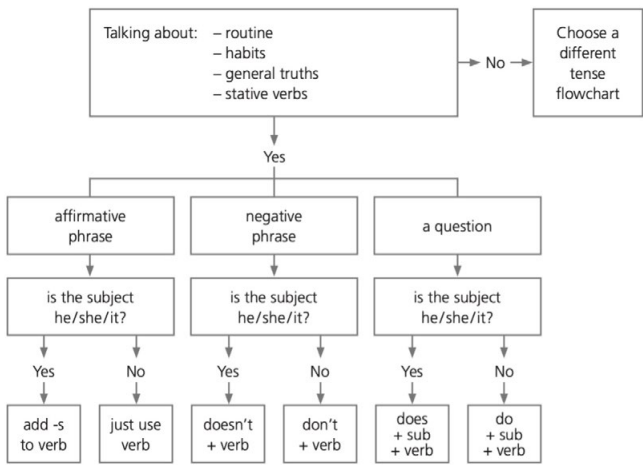 Talking about: – routine
– habits
– general truths
– stative verbs
No
Choose a
different
tense
flowchart
Yes
affirmative
phrase
negative
phrase
a question
is the subject
he/she/it?
is the subject
he/she/it?
is the subject
he/she/it?
Yes
No
Yes
No
Yes
No
add -s
to verb
just use
verb
doesn't
+ verb
don't
+ verb
does
+ sub
+ verb
do
+ sub
+ verb